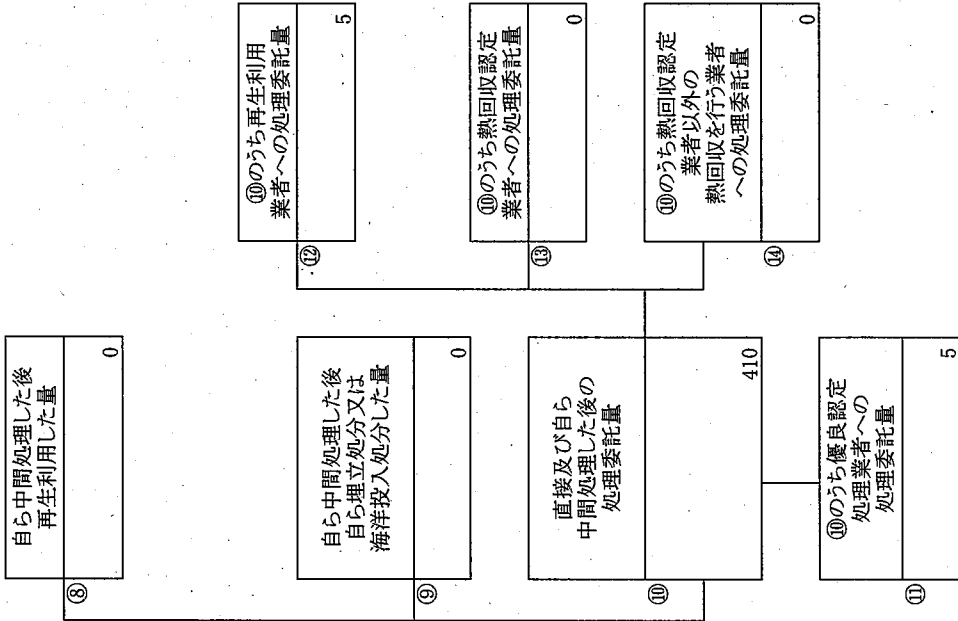 自ら中間処理した後
再生利用した量
⑧
0
自ら中間処理した後
自ら埋立処分又は
海洋投入処分した量
⑨
0
直接及び自ら
中間処理した後の
処理委託量
⑩
410
⑩のうち優良認定
処理業者への
処理委託量
⑪
5
⑩のうち再生利用
業者への処理委託量
⑫
5
⑩のうち熱回収認定
業者への処理委託量
⑬
0
⑩のうち熱回収認定
業者以外の
熱回収を行う業者
への処理委託量
⑭
0